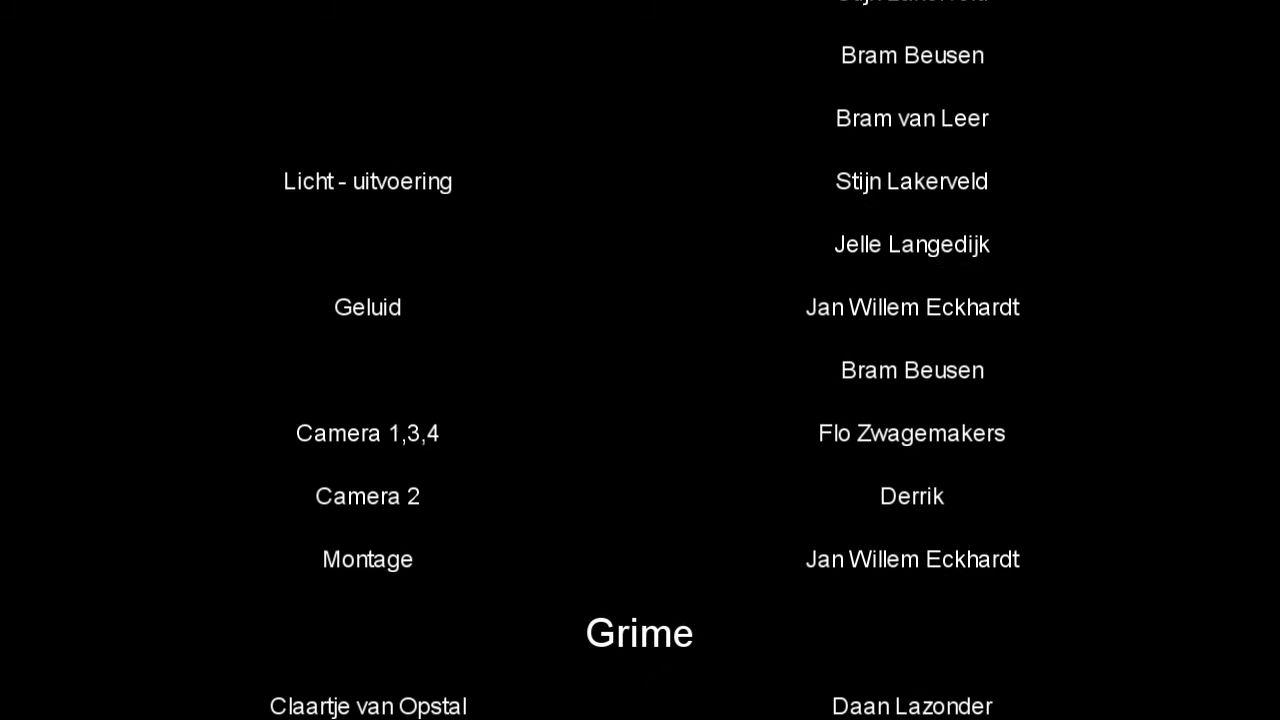 Bram Beusen
Bram van Leer
Licht - uitvoering Stijn Lakerveld
Jelle Langedijk
Geluid Jan Willem Eckhardt
Bram Beusen
Camera 1,3,4 Flo Zwagemakers
Camera 2 Derrik
Montage Jan Willem Eckhardt
Grime
Claartje van Opstal Daan Lazonder